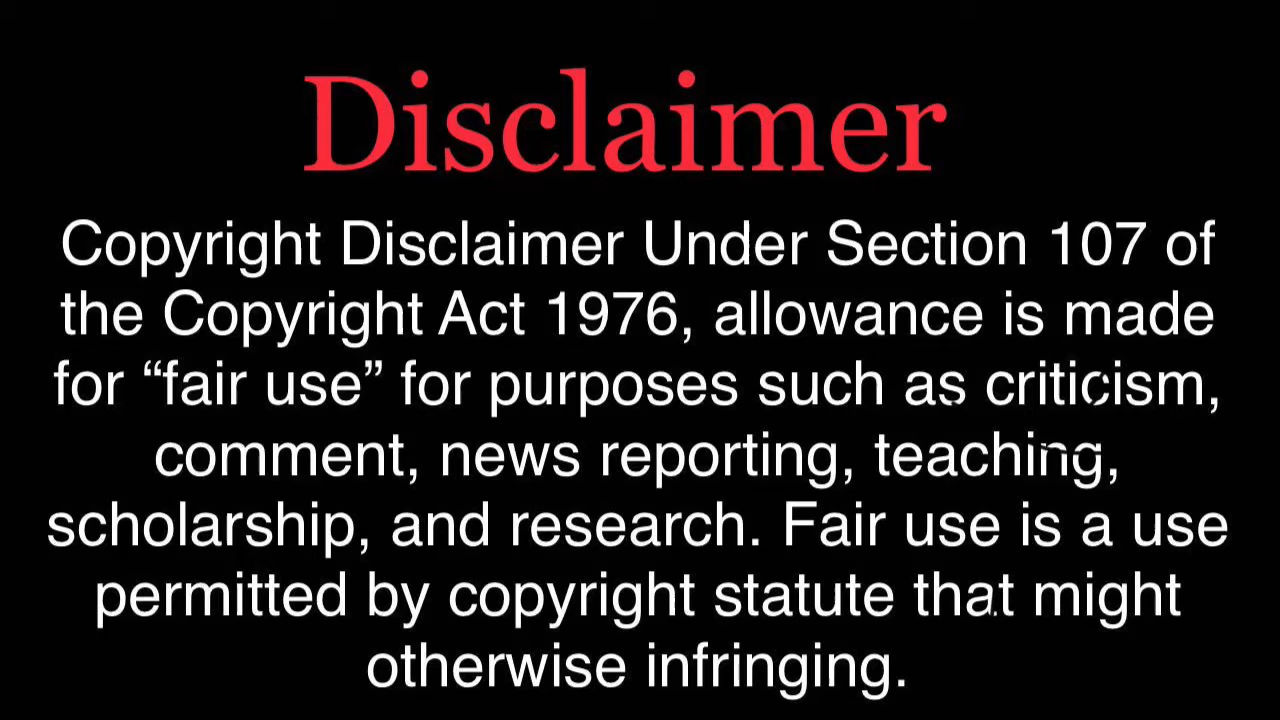 Disclaimer
Copyright Disclaimer Under Section 107 of
the Copyright Act 1976, allowance is made
for “fair use” for purposes such as criticism,
comment, news reporting, teaching,
scholarship, and research. Fair use is a use
permitted by copyright statute that might
otherwise infringing.